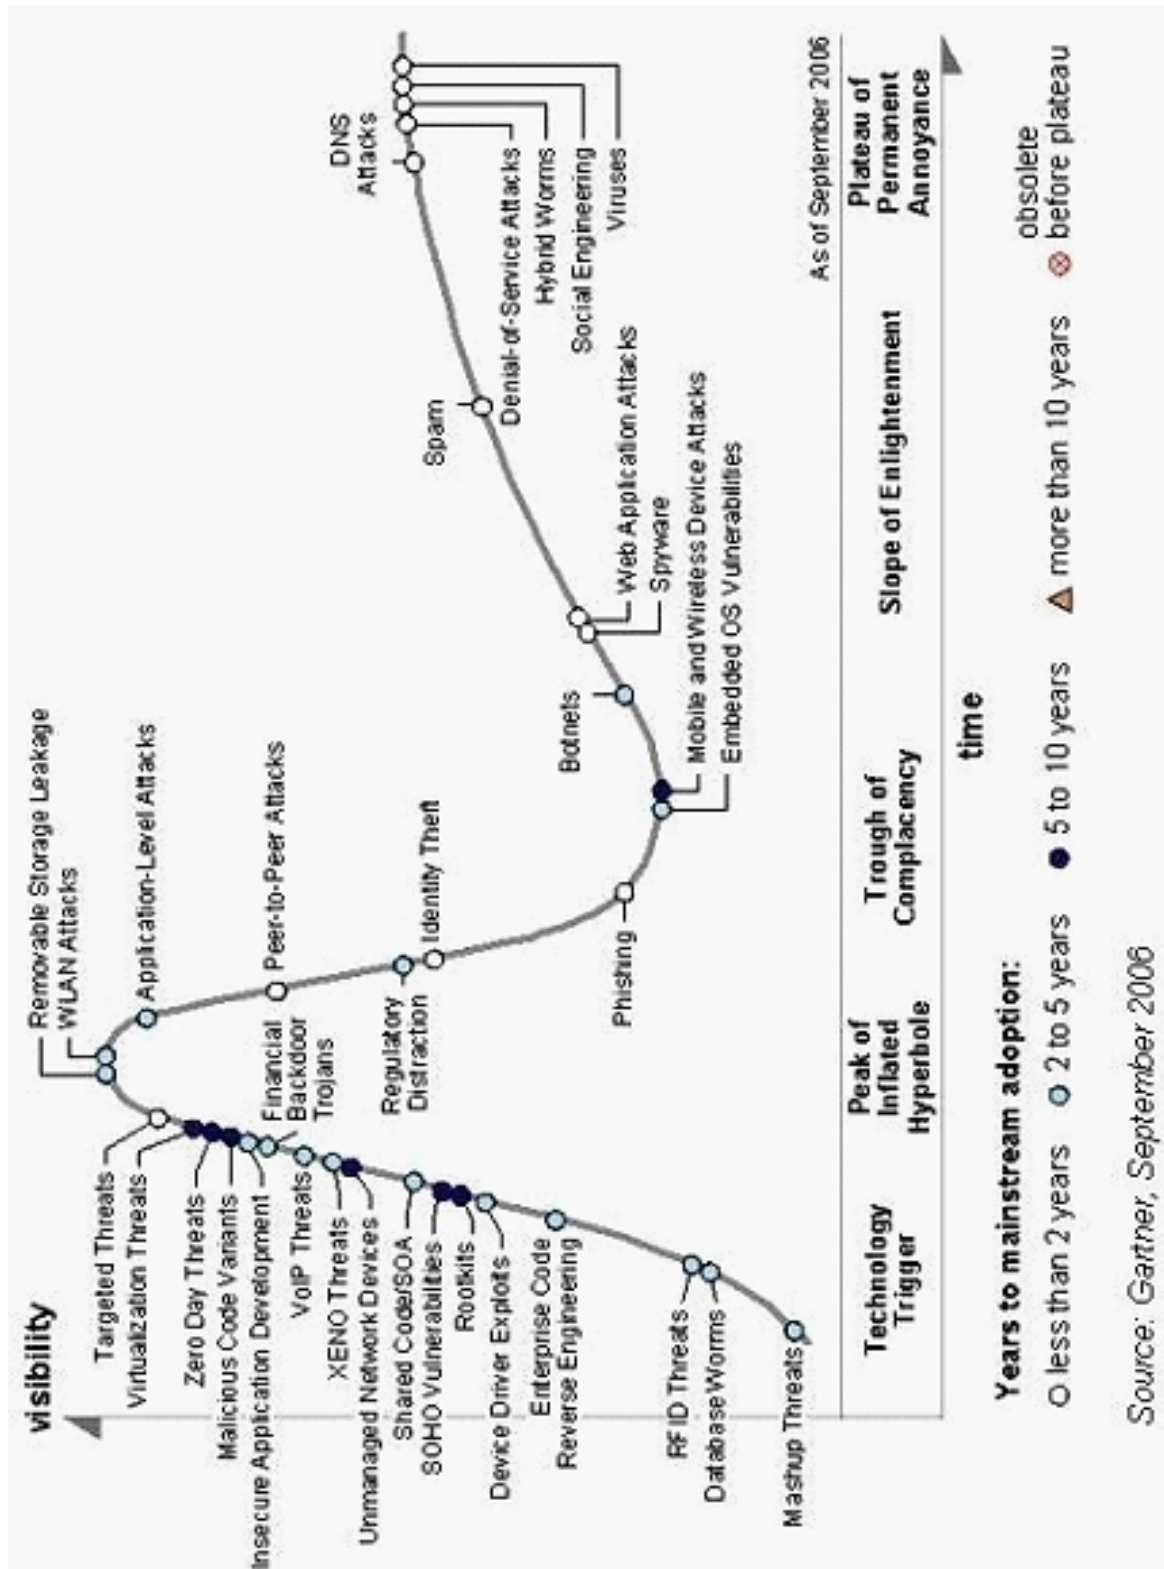 visibility
Removable Storage Leakage
WLAN Attacks
Application-Level Attacks
Peer-to-Peer Attacks
Financial
Backdoor
Trojans
Regulatory
Distraction
Identity Theft
Phishing
Targeted Threats
Virtualization Threats
Zero Day Threats
Malicious Code Variants
Insecure Application Development
VoIP Threats
XENO Threats
Unmanaged Network Devices
Shared Code/SOA
SOHO Vulnerabilities
Rootkits
Device Driver Exploits
Enterprise Code
Reverse Engineering
RFID Threats
Database Worms
Mashup Threats
Botnets
Mobile and Wireless Device Attacks
Embedded OS Vulnerabilities
Web Application Attacks
Spyware
Spam
DNS
Attacks
Denial-of-Service Attacks
Hybrid Worms
Social Engineering
Viruses
As of September 2006
Technology
Trigger
Peak of
Inflated
Hyperbole
Trough of
Complacency
Slope of Enlightenment
Plateau of
Permanent
Annoyance
time
Years to mainstream adoption:
less than 2 years
2 to 5 years
5 to 10 years
more than 10 years
obsolete
before plateau
Source: Gartner, September 2006